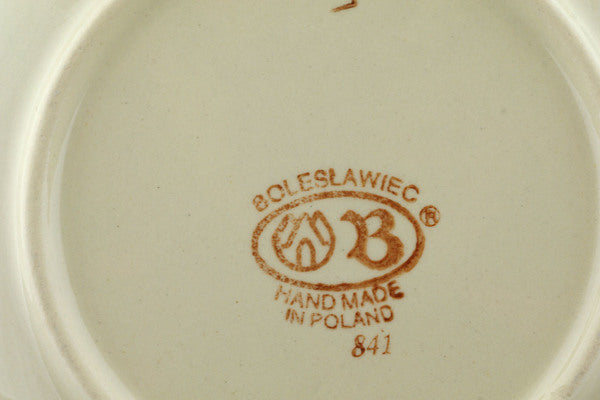 BOLESŁAWIEC
B ®
HAND MADE
IN POLAND
841